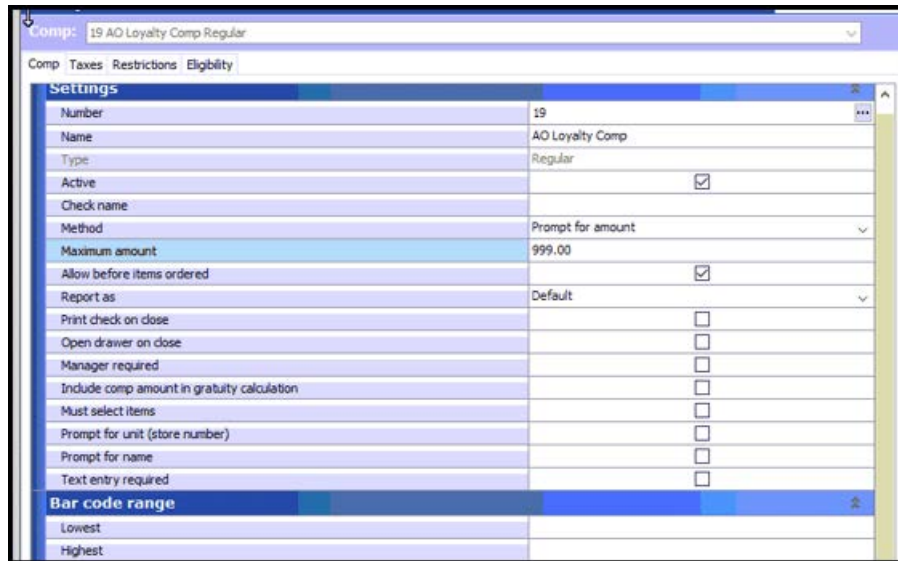 Comp: 19 AO Loyalty Comp Regular
Comp Taxes Restrictions Eligibility
Settings
Number 19 ...
Name AO Loyalty Comp
Type Regular
Active
Check name
Method Prompt for amount
Maximum amount 999.00
Allow before items ordered
Report as Default
Print check on close
Open drawer on close
Manager required
Include comp amount in gratuity calculation
Must select items
Prompt for unit (store number)
Prompt for name
Text entry required
Bar code range
Lowest
Highest